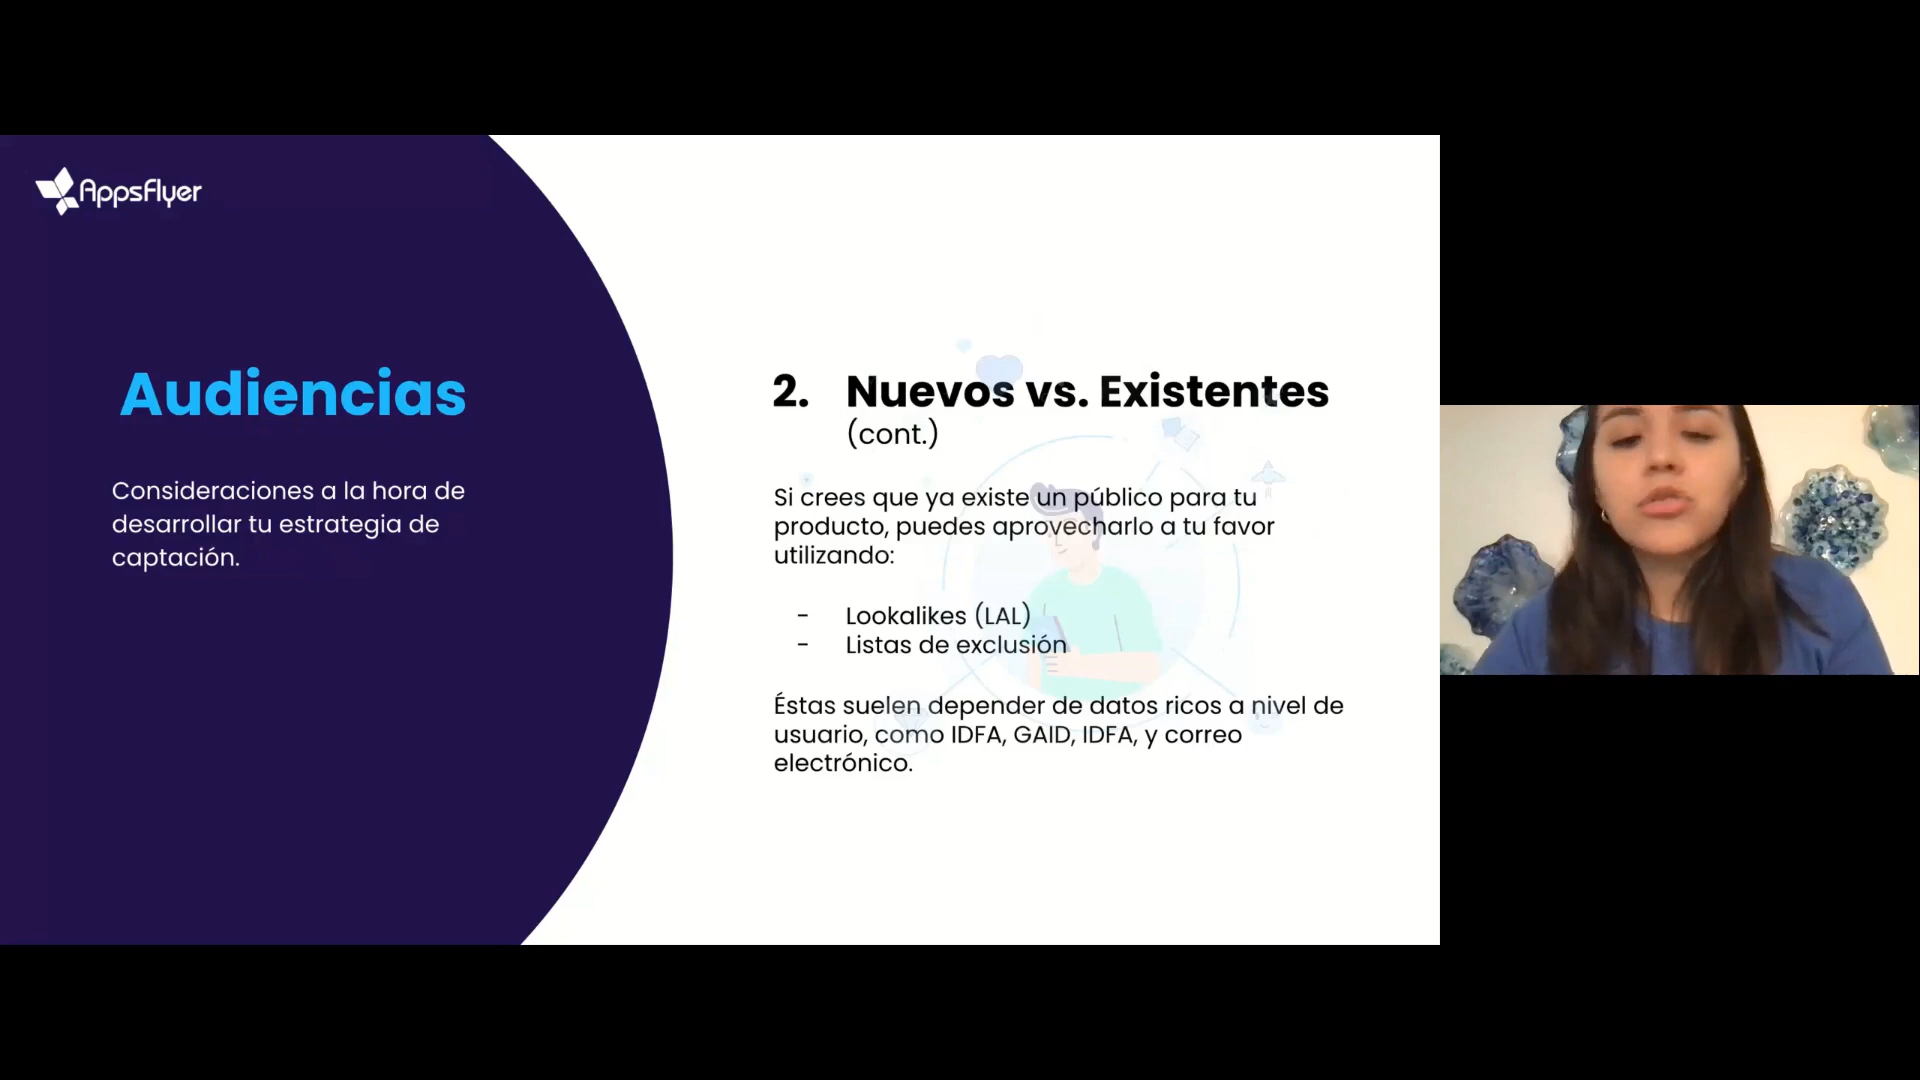 AppsFlyer
Audiencias
Consideraciones a la hora de
desarrollar tu estrategia de
captación.
2. Nuevos vs. Existentes
(cont.)
Si crees que ya existe un público para tu
producto, puedes aprovecharlo a tu favor
utilizando:
- Lookalikes (LAL)
- Listas de exclusión
Éstas suelen depender de datos ricos a nivel de
usuario, como IDFA, GAID, IDFA, y correo
electrónico.